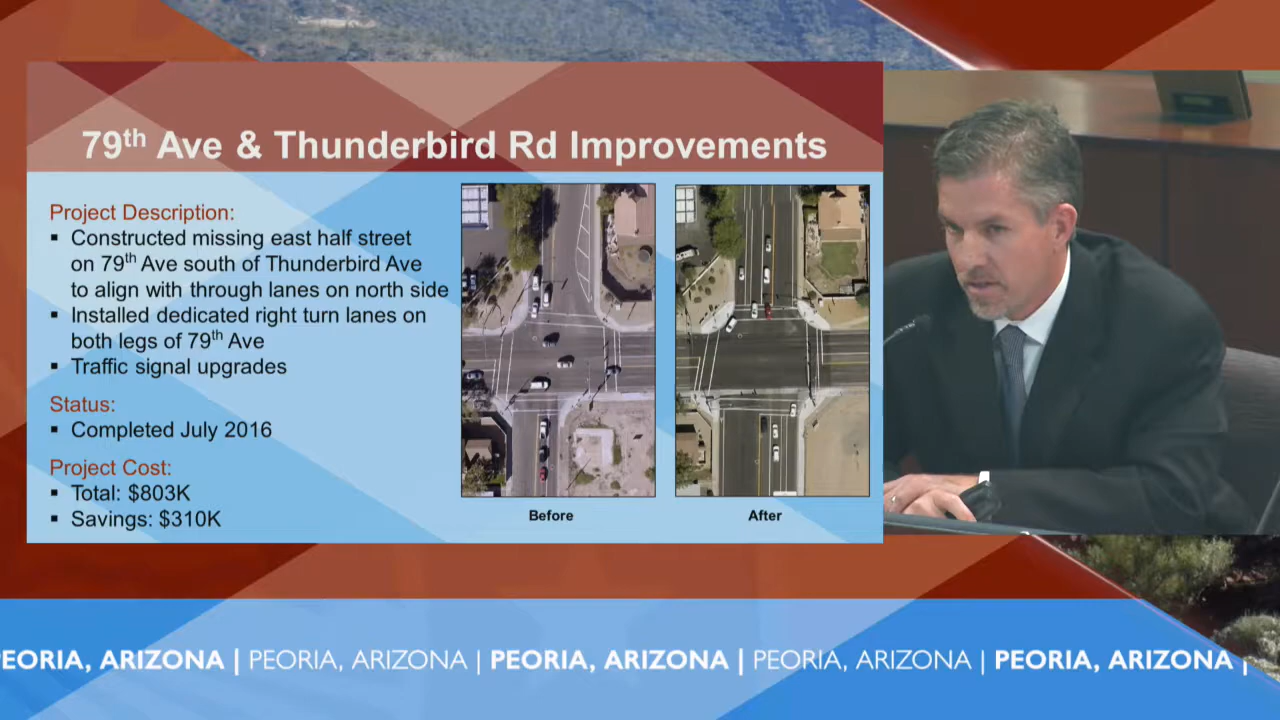 79th Ave & Thunderbird Rd Improvements
Project Description:
▪ Constructed missing east half street
on 79th Ave south of Thunderbird Ave
to align with through lanes on north side
▪ Installed dedicated right turn lanes on
both legs of 79th Ave
▪ Traffic signal upgrades
Status:
▪ Completed July 2016
Project Cost:
▪ Total: $803K
▪ Savings: $310K
Before
After
PEORIA, ARIZONA | PEORIA, ARIZONA | PEORIA, ARIZONA | PEORIA, ARIZONA | PEORIA, ARIZONA |